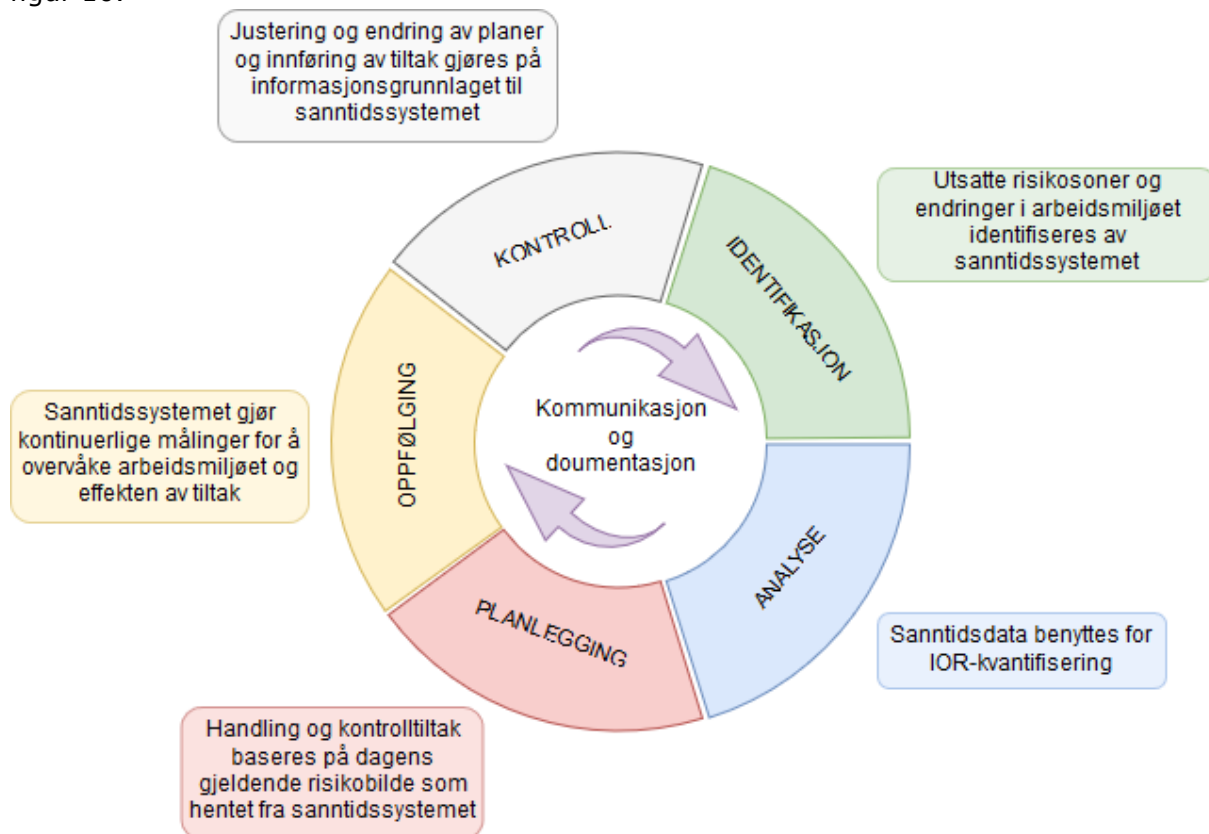 figur 16.
Justering og endring av planer
og innføring av tiltak gjøres på
informasjonsgrunnlaget til
sanntidssystemet
KONTROLL
Utsatte risikosoner og
endringer i arbeidsmiljøet
identifiseres av
sanntidssystemet
IDENTIFIKASJON
OPPFØLGING
Sanntidssystemet gjør
kontinuerlige målinger for å
overvåke arbeidsmiljøet og
effekten av tiltak
Kommunikasjon
og
doumentasjon
ANALYSE
Sanntidsdata benyttes for
IOR-kvantifisering
PLANLEGGING
Handling og kontrolltiltak
baseres på dagens
gjeldende risikobilde som
hentet fra sanntidssystemet